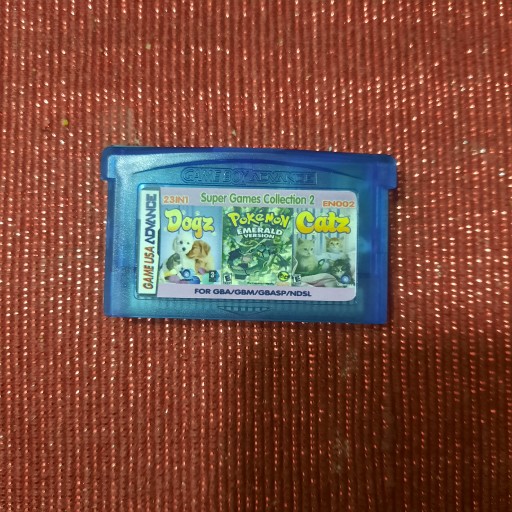 GAME BOY ADVANCE
GAME USA ADVANCE
23IN1 Super Games Collection 2 EN002
Dogz
POKéMON
EMERALD
VERSION
Catz
3
FOR GBA/GBM/GBASP/NDSL